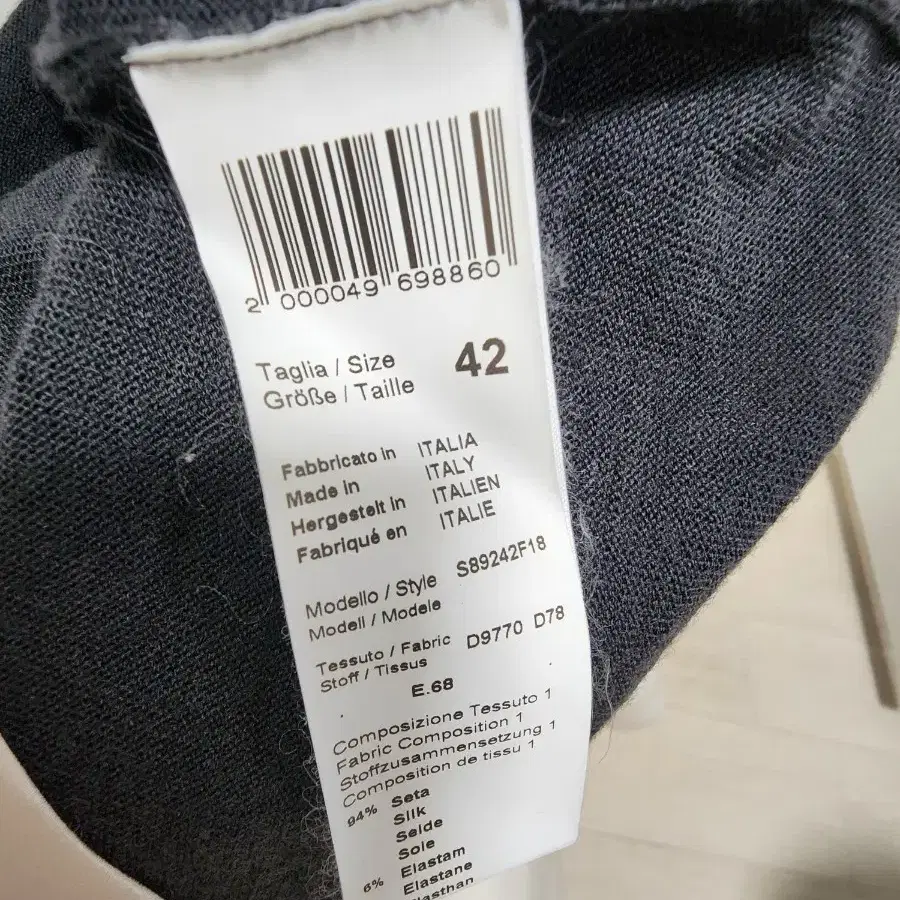 2 000049 698860
Taglia / Size
Größe / Taille
42
Fabbricato in ITALIA
Made in ITALY
Hergestelt in ITALIEN
Fabriqué en ITALIE
Modello / Style S89242F18
Modell / Modele
Tessuto / Fabric D9770 D78
Stoff / Tissus
E.68
Composizione Tessuto 1
Fabric Composition 1
Stoffzusammensetzung 1
Composition de tissu 1
94% Seta
Silk
Seide
Soie
6% Elastam
Elastane